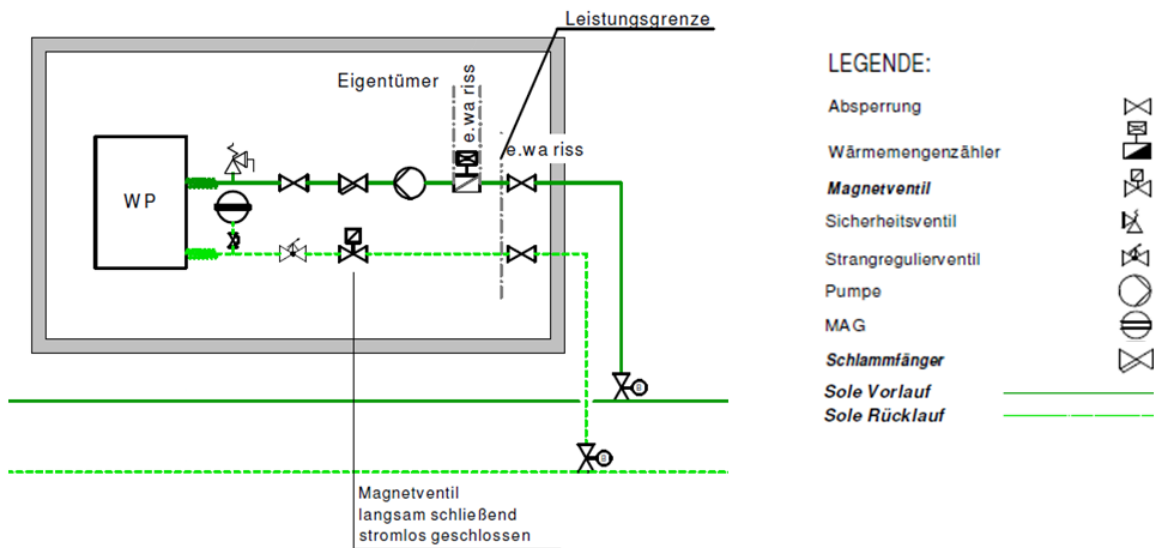 Leistungsgrenze
Eigentümer
e.wa riss
e.wa riss
WP
Magnetventil
langsam schließend
stromlos geschlossen
LEGENDE:
Absperrung
Wärmemengenzähler
Magnetventil
Sicherheitsventil
Strangregulierventil
Pumpe
MAG
Schlammfänger
Sole Vorlauf
Sole Rücklauf